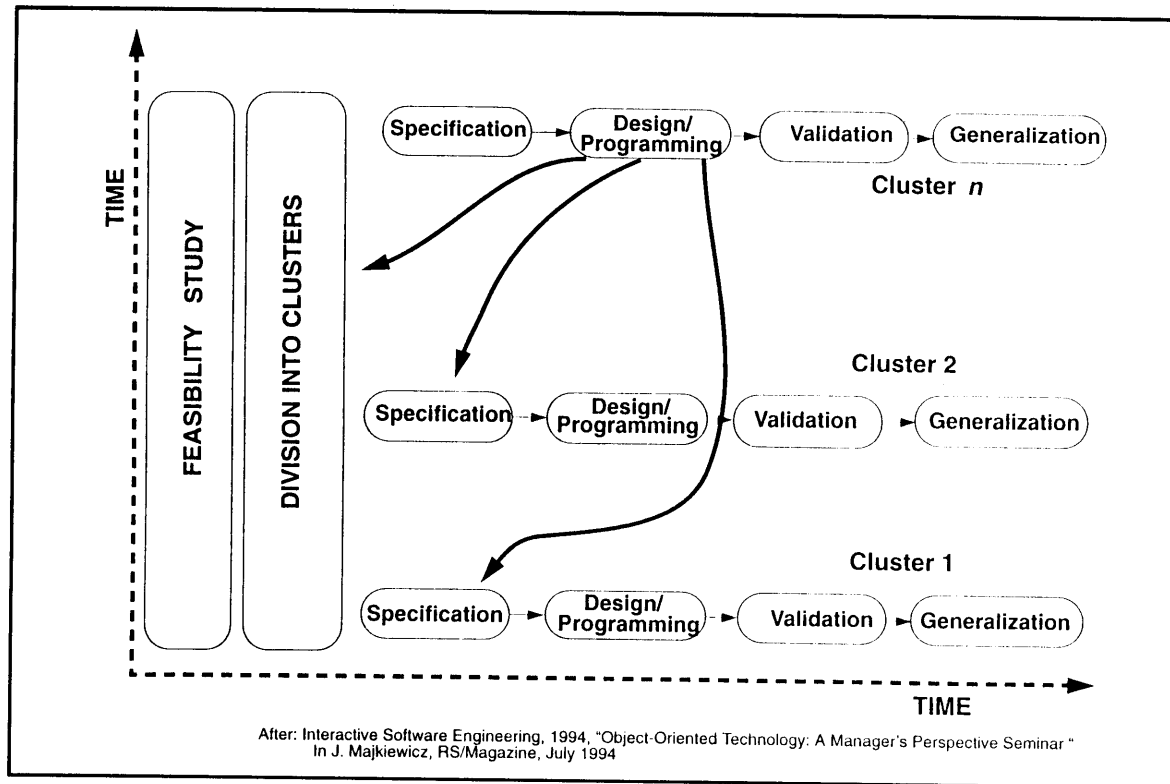 TIME
FEASIBILITY STUDY
DIVISION INTO CLUSTERS
Specification
Design/
Programming
Validation
Generalization
Cluster n
Cluster 2
Specification
Design/
Programming
Validation
Generalization
Cluster 1
Specification
Design/
Programming
Validation
Generalization
TIME
After: Interactive Software Engineering, 1994, "Object-Oriented Technology: A Manager's Perspective Seminar "
In J. Majkiewicz, RS/Magazine, July 1994